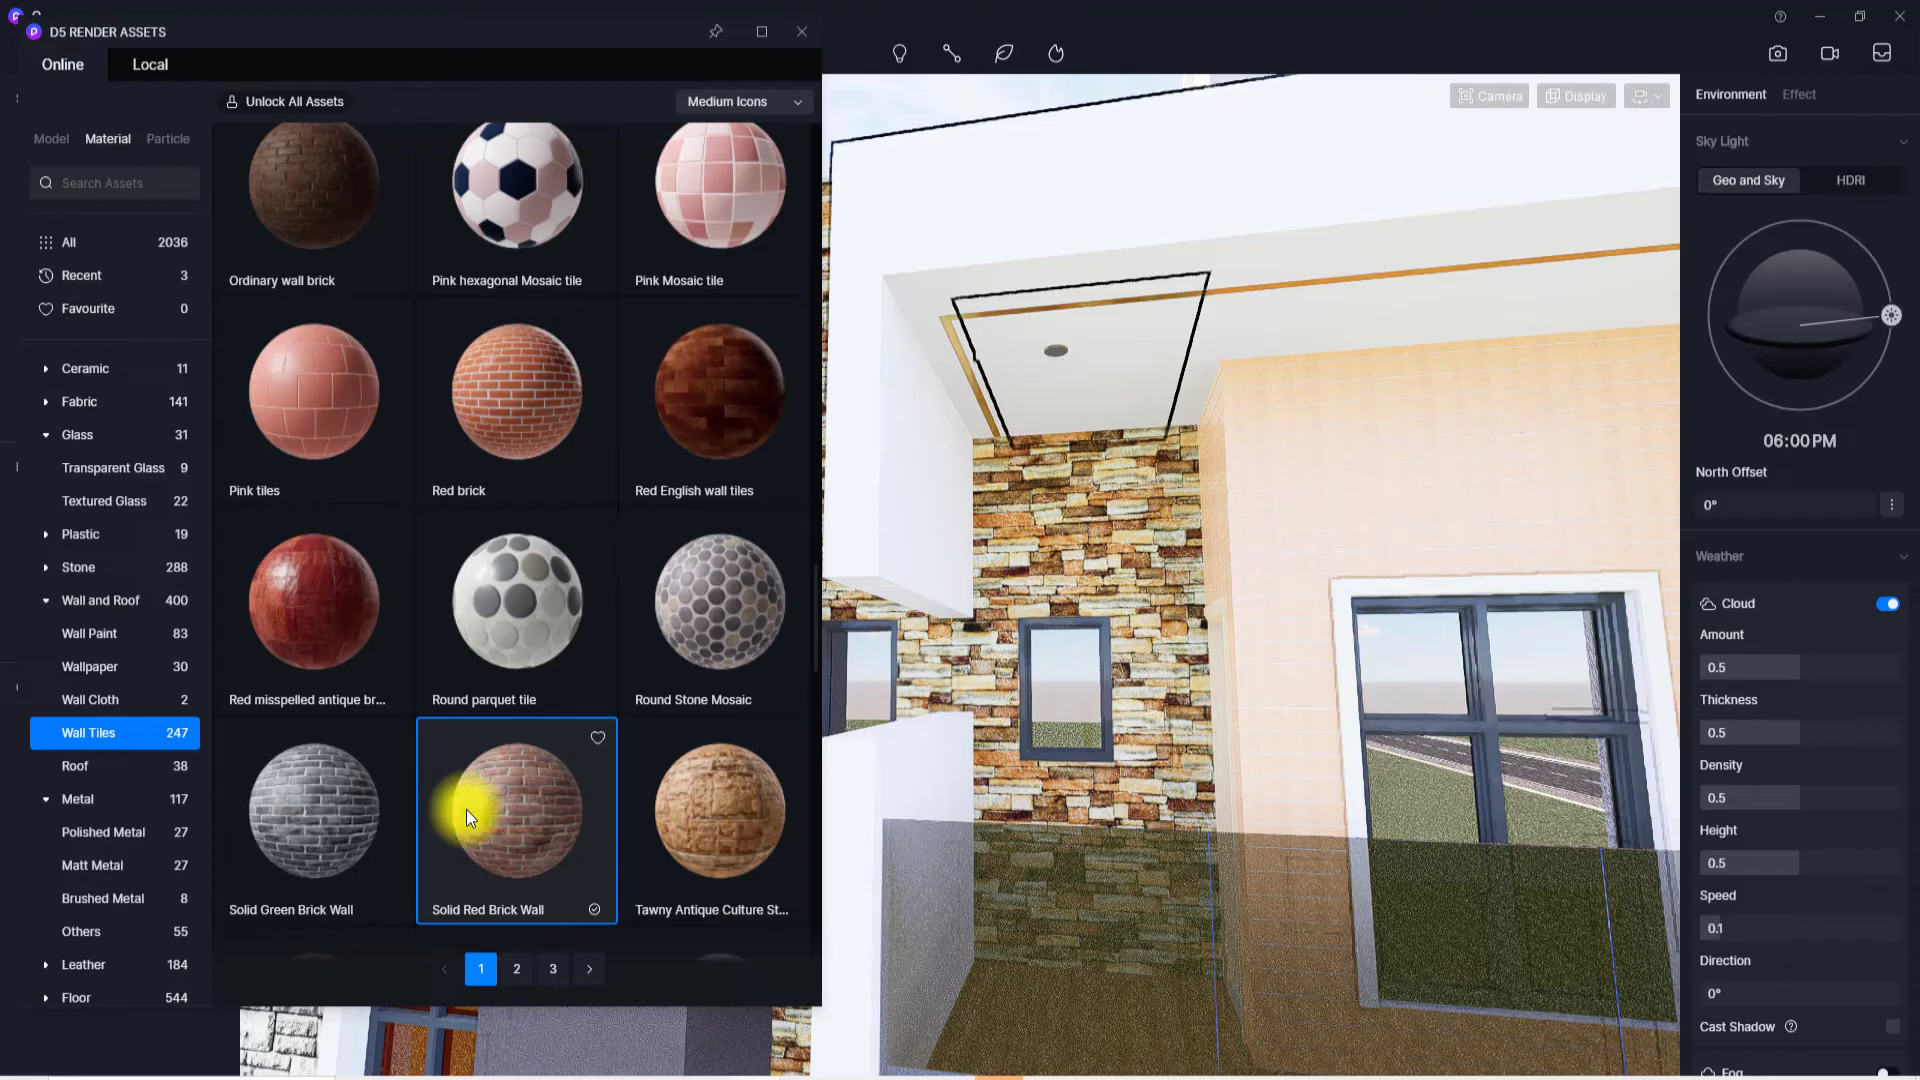 D5 RENDER ASSETS
Online
Local
Unlock All Assets
Medium Icons
Model
Material
Particle
Search Assets
All 2036
Recent 3
Favourite 0
Ceramic 11
Fabric 141
Glass 31
Transparent Glass 9
Textured Glass 22
Plastic 19
Stone 288
Wall and Roof 400
Wall Paint 83
Wallpaper 30
Wall Cloth 2
Wall Tiles 247
Roof 38
Metal 117
Polished Metal 27
Matt Metal 27
Brushed Metal 8
Others 55
Leather 184
Floor 544
Ordinary wall brick
Pink hexagonal Mosaic tile
Pink Mosaic tile
Pink tiles
Red brick
Red English wall tiles
Red misspelled antique br...
Round parquet tile
Round Stone Mosaic
Solid Green Brick Wall
Solid Red Brick Wall
Tawny Antique Culture St...
1
2
3
Camera
Display
Environment
Effect
Sky Light
Geo and Sky
HDRI
06:00PM
North Offset
0°
Weather
Cloud
Amount
0.5
Thickness
0.5
Density
0.5
Height
0.5
Speed
0.1
Direction
0°
Cast Shadow
Fog